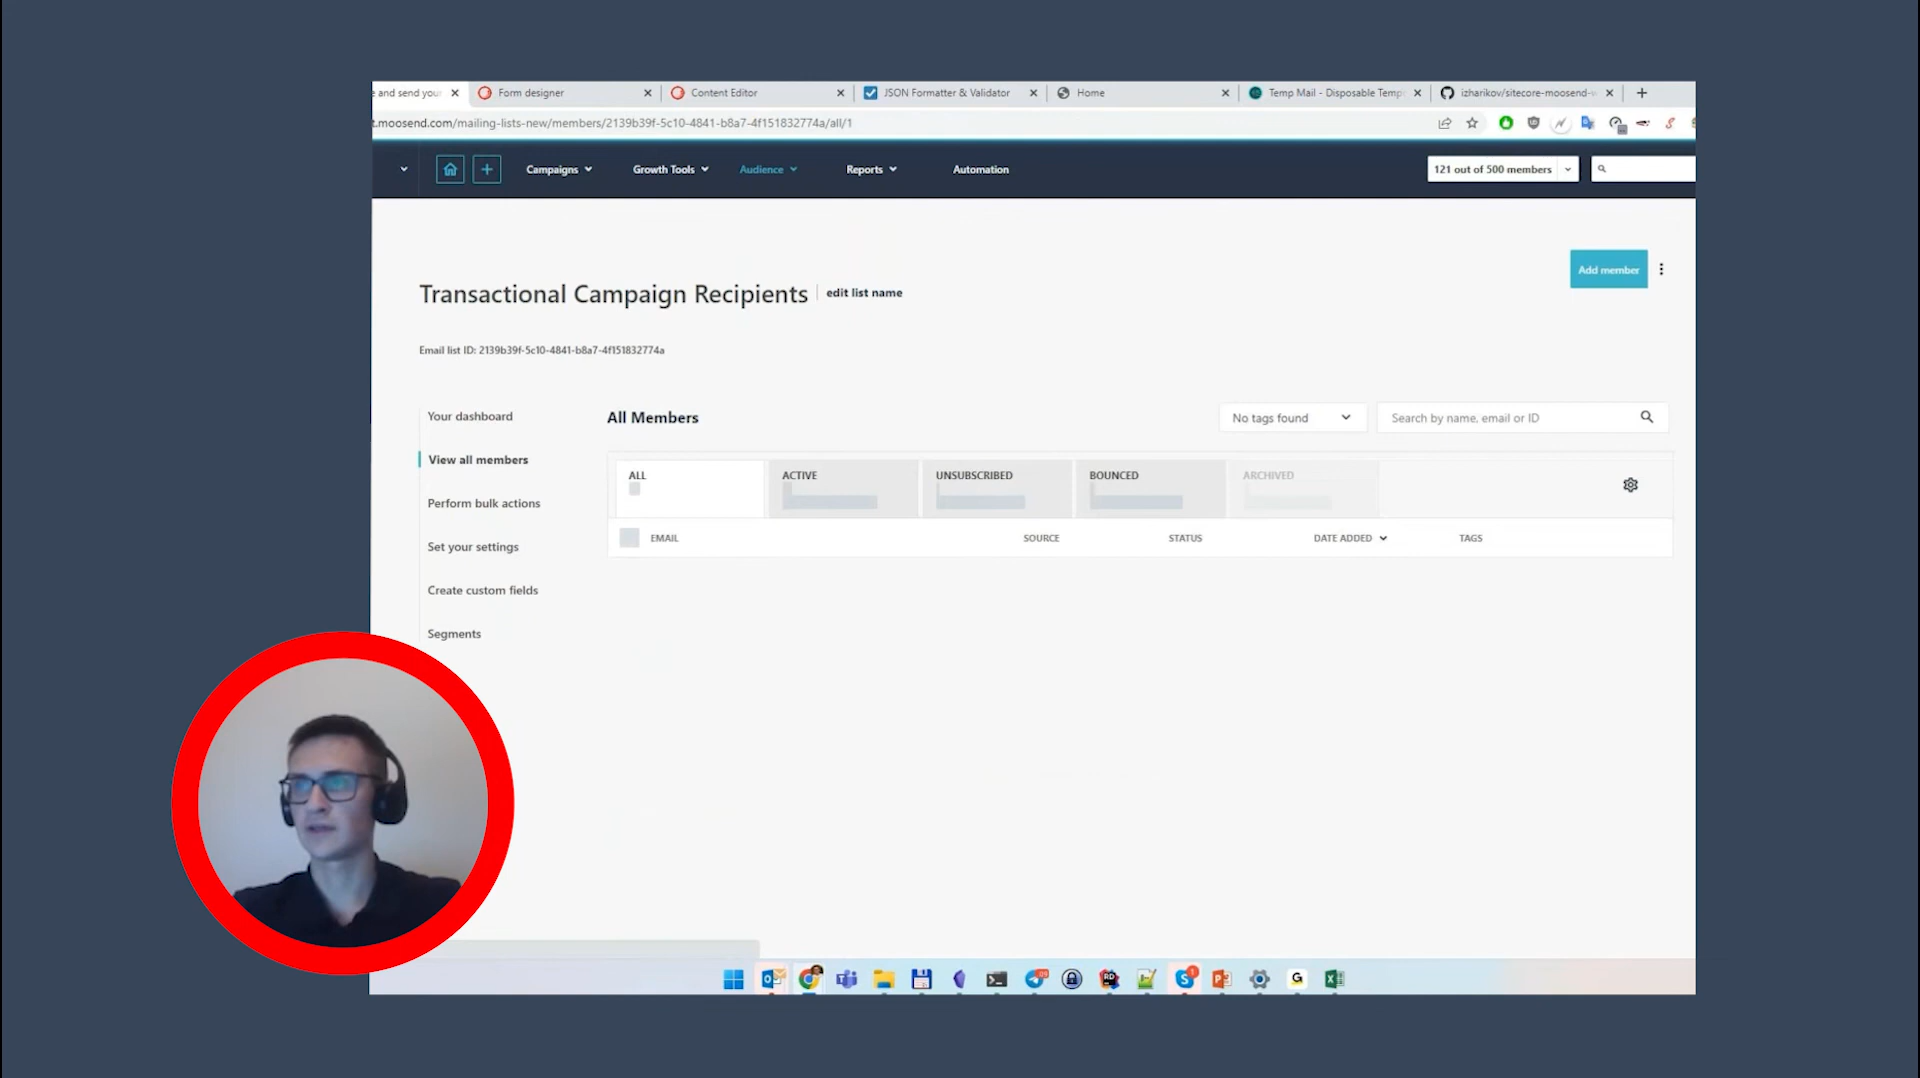 e and send your
Form designer
Content Editor
JSON Formatter & Validator
Home
Temp Mail - Disposable Temp
izharikov/sitecore-moosend-w
t.moosend.com/mailing-lists-new/members/2139b39f-5c10-4841-b8a7-4f151832774a/all/1
Campaigns
Growth Tools
Audience
Reports
Automation
121 out of 500 members
Add member
Transactional Campaign Recipients
edit list name
Email list ID: 2139b39f-5c10-4841-b8a7-4f151832774a
Your dashboard
View all members
Perform bulk actions
Set your settings
Create custom fields
Segments
All Members
No tags found
Search by name, email or ID
ALL
ACTIVE
UNSUBSCRIBED
BOUNCED
ARCHIVED
EMAIL
SOURCE
STATUS
DATE ADDED
TAGS